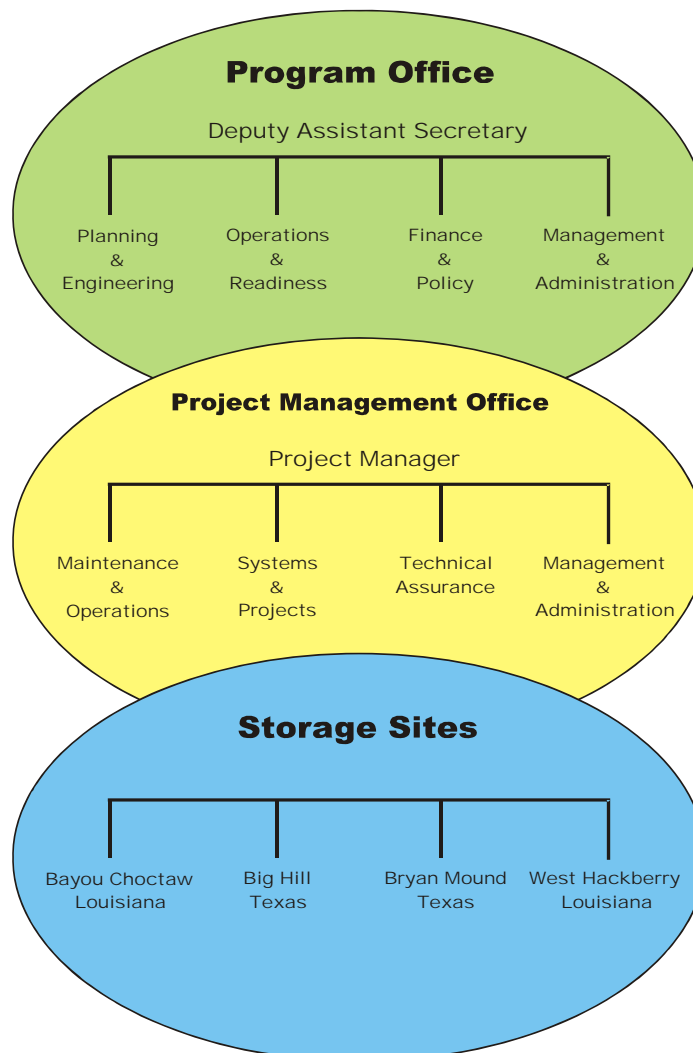 Program Office
Deputy Assistant Secretary
Planning
&
Engineering
Operations
&
Readiness
Finance
&
Policy
Management
&
Administration
Project Management Office
Project Manager
Maintenance
&
Operations
Systems
&
Projects
Technical
Assurance
Management
&
Administration
Storage Sites
Bayou Choctaw
Louisiana
Big Hill
Texas
Bryan Mound
Texas
West Hackberry
Louisiana